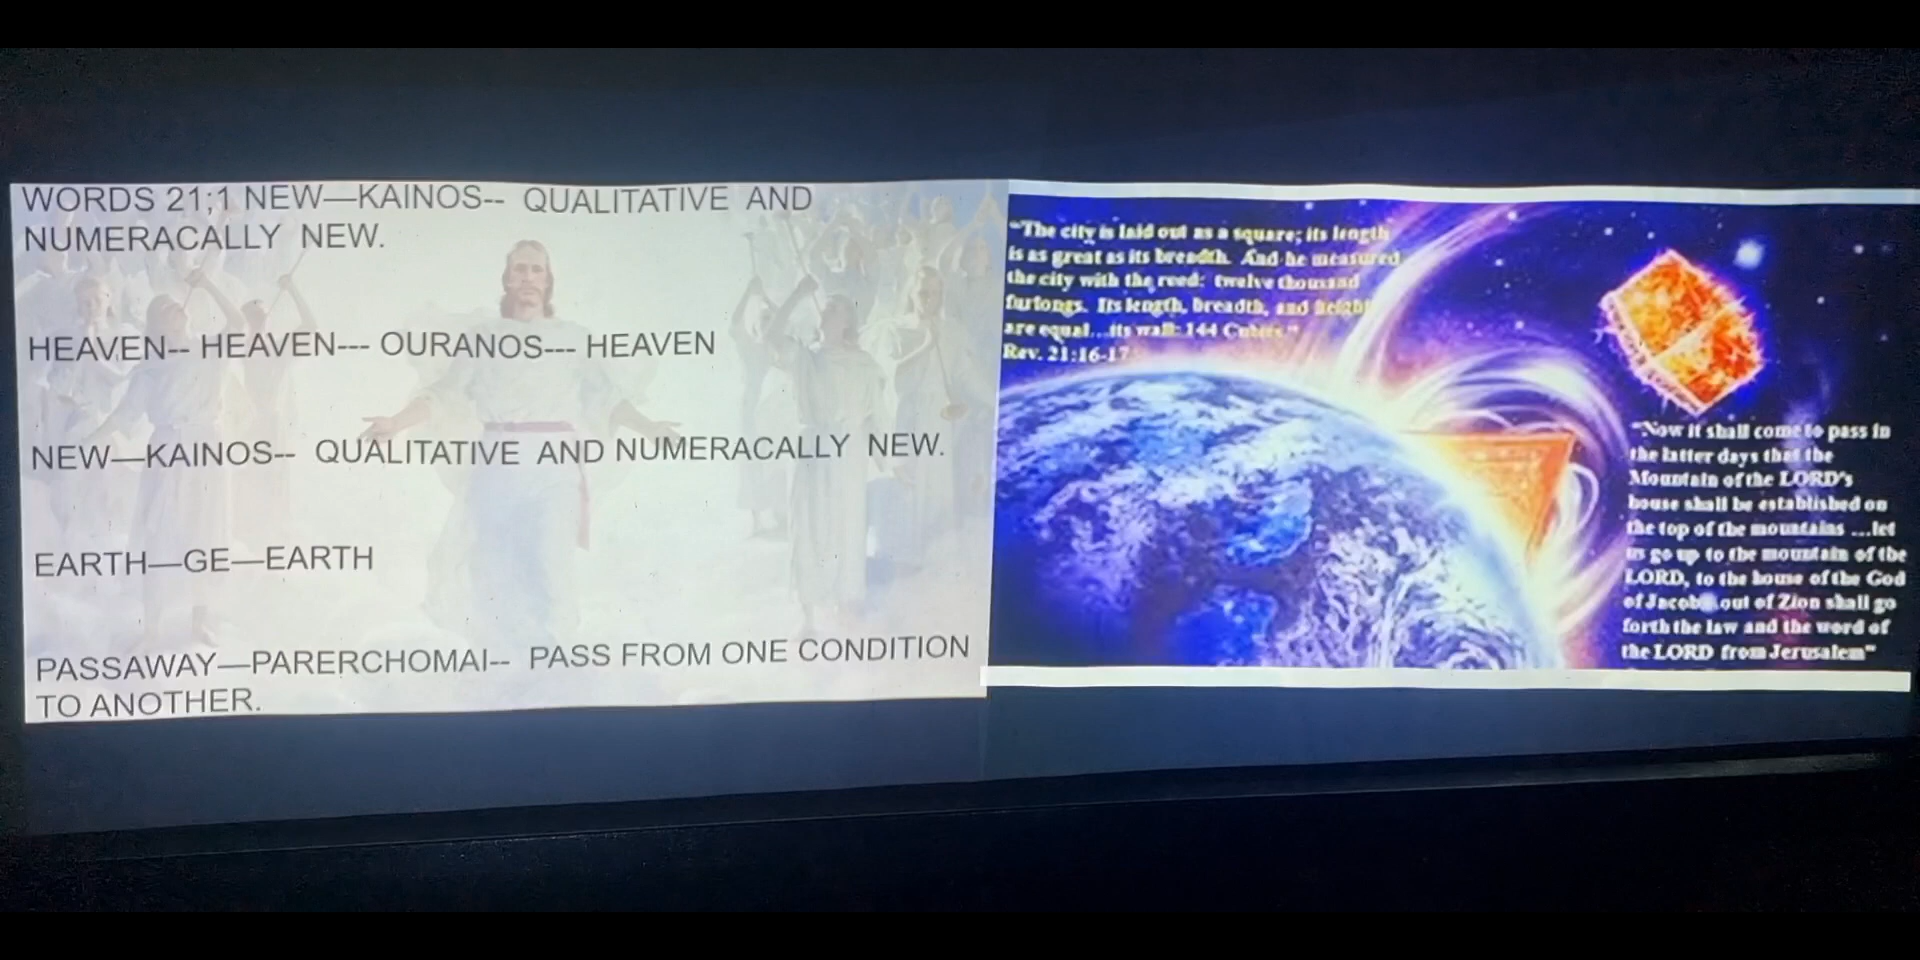 WORDS 21;1 NEW—KAINOS-- QUALITATIVE AND
NUMERACALLY NEW.
HEAVEN-- HEAVEN--- OURANOS--- HEAVEN
NEW—KAINOS-- QUALITATIVE AND NUMERACALLY NEW.
EARTH—GE—EARTH
PASSAWAY—PARERCHOMAI-- PASS FROM ONE CONDITION
TO ANOTHER.
"The city is laid out as a square; its length
is as great as its breadth. And he measured
the city with the reed: twelve thousand
furlongs. Its length, breadth, and height
are equal...its wall: 144 Cubits."
Rev. 21:16-17
"Now it shall come to pass in
the latter days that the
Mountain of the LORD's
house shall be established on
the top of the mountains ....let
us go up to the mountain of the
LORD, to the house of the God
of Jacob out of Zion shall go
forth the law and the word of
the LORD from Jerusalem"